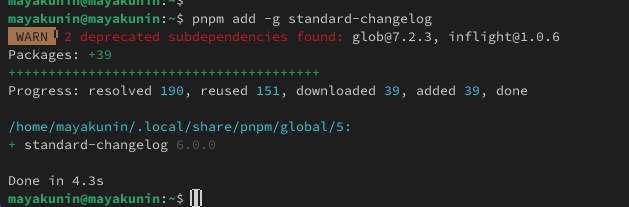 mayakunin@mayakunin:~$
mayakunin@mayakunin:~$ pnpm add -g standard-changelog
 WARN  2 deprecated subdependencies found: glob@7.2.3, inflight@1.0.6
Packages: +39
+++++++++++++++++++++++++++++++++++++++
Progress: resolved 190, reused 151, downloaded 39, added 39, done
/home/mayakunin/.local/share/pnpm/global/5:
+ standard-changelog 6.0.0
Done in 4.3s
mayakunin@mayakunin:~$